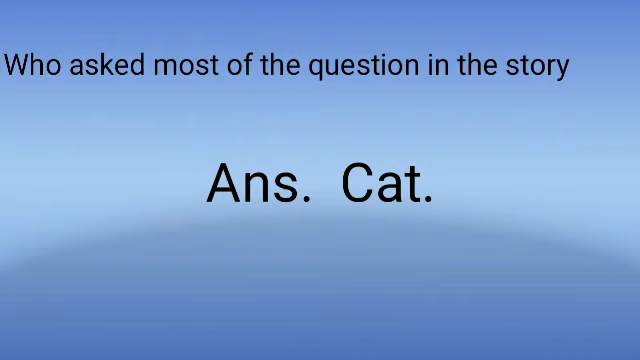 Who asked most of the question in the story
Ans. Cat.